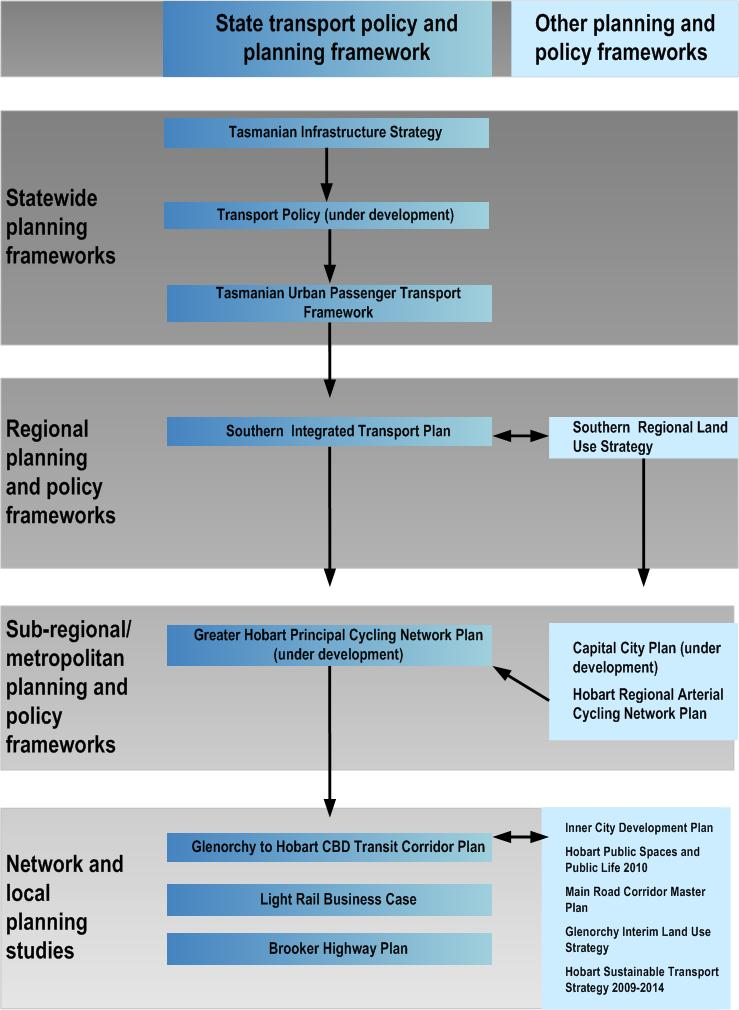 State transport policy and
planning framework
Other planning and
policy frameworks
Statewide
planning
frameworks
Tasmanian Infrastructure Strategy
Transport Policy (under development)
Tasmanian Urban Passenger Transport
Framework
Regional
planning
and policy
frameworks
Southern Integrated Transport Plan
Southern Regional Land
Use Strategy
Sub-regional/
metropolitan
planning and
policy
frameworks
Greater Hobart Principal Cycling Network Plan
(under development)
Capital City Plan (under
development)
Hobart Regional Arterial
Cycling Network Plan
Network and
local
planning
studies
Glenorchy to Hobart CBD Transit Corridor Plan
Light Rail Business Case
Brooker Highway Plan
Inner City Development Plan
Hobart Public Spaces and
Public Life 2010
Main Road Corridor Master
Plan
Glenorchy Interim Land Use
Strategy
Hobart Sustainable Transport
Strategy 2009-2014